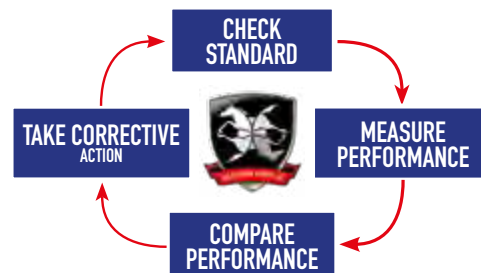 CHECK
STANDARD
MEASURE
PERFORMANCE
COMPARE
PERFORMANCE
TAKE CORRECTIVE
ACTION